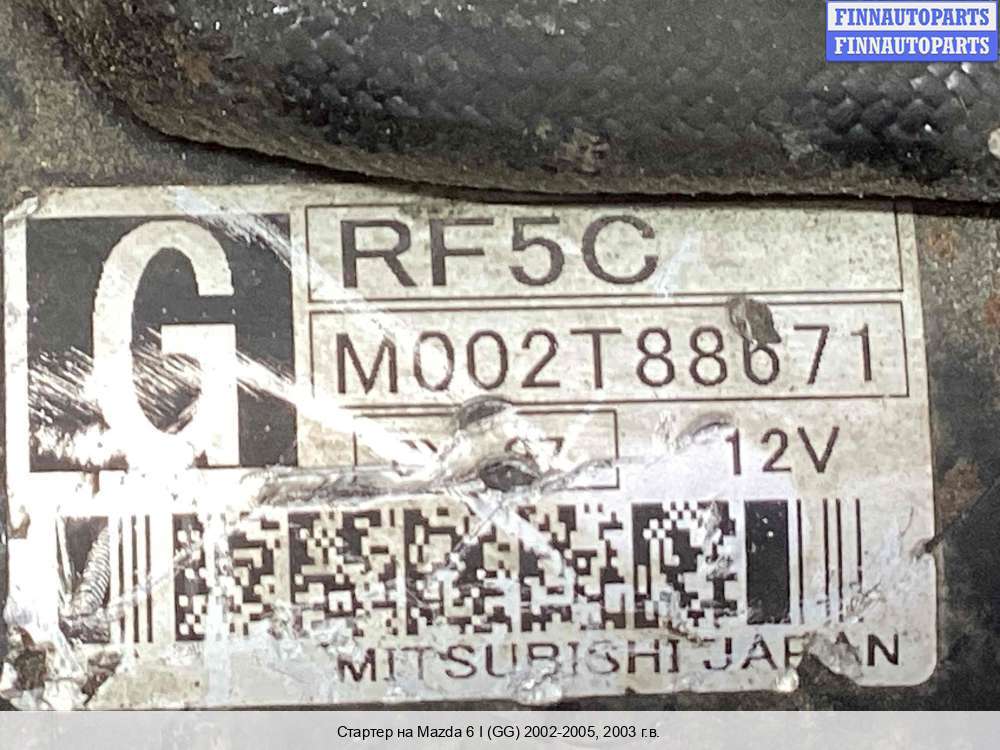 FINNAUTOPARTS
FINNAUTOPARTS
G
RF5C
M002T88671
12V
MITSUBISHI JAPAN
Стартер на Mazda 6 I (GG) 2002-2005, 2003 г.в.